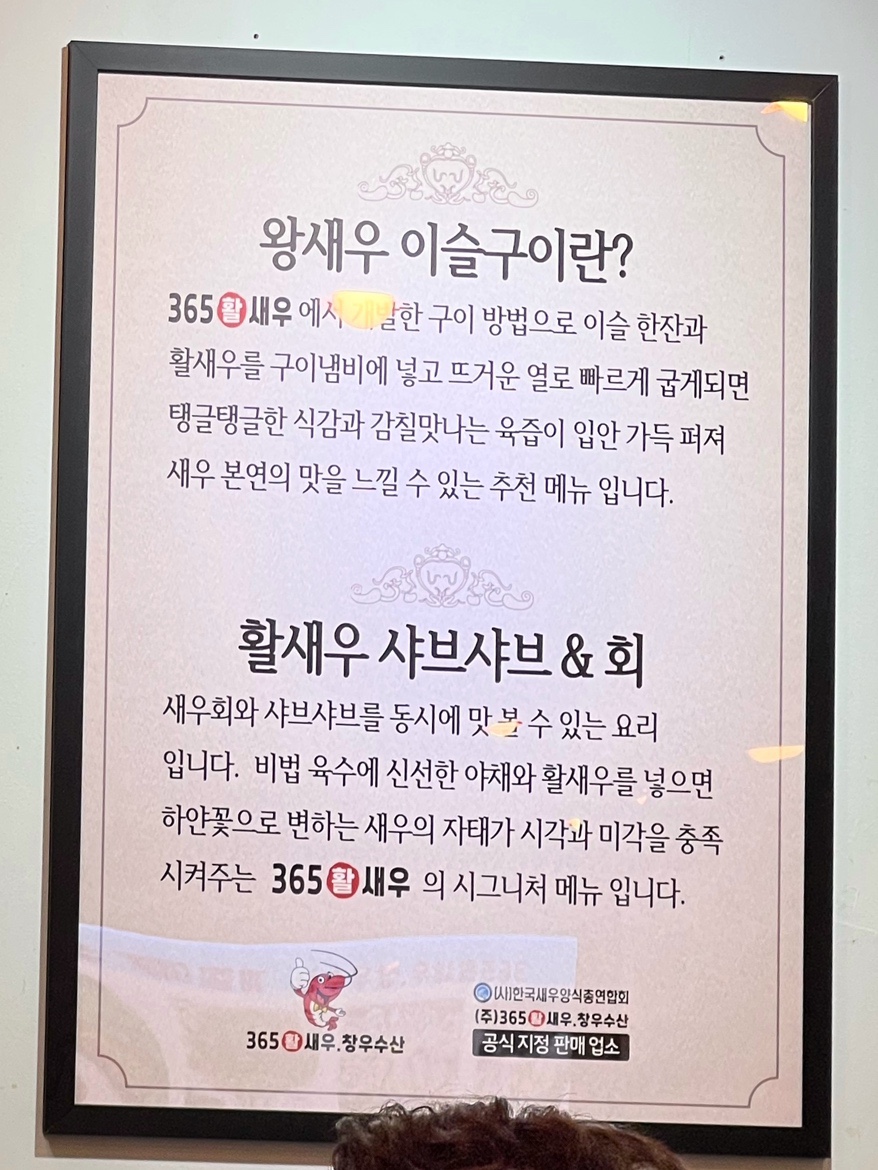 왕새우 이슬구이란?
365활새우 에서 개발한 구이 방법으로 이슬 한잔과
활새우를 구이냄비에 넣고 뜨거운 열로 빠르게 굽게되면
탱글탱글한 식감과 감칠맛나는 육즙이 입안 가득 퍼져
새우 본연의 맛을 느낄 수 있는 추천 메뉴 입니다.
활새우 샤브샤브 & 회
새우회와 샤브샤브를 동시에 맛 볼 수 있는 요리
입니다. 비법 육수에 신선한 야채와 활새우를 넣으면
하얀꽃으로 변하는 새우의 자태가 시각과 미각을 충족
시켜주는 365활새우 의 시그니처 메뉴 입니다.
365활새우.창우수산
(사)한국새우양식총연합회
(주)365활새우.창우수산
공식 지정 판매 업소